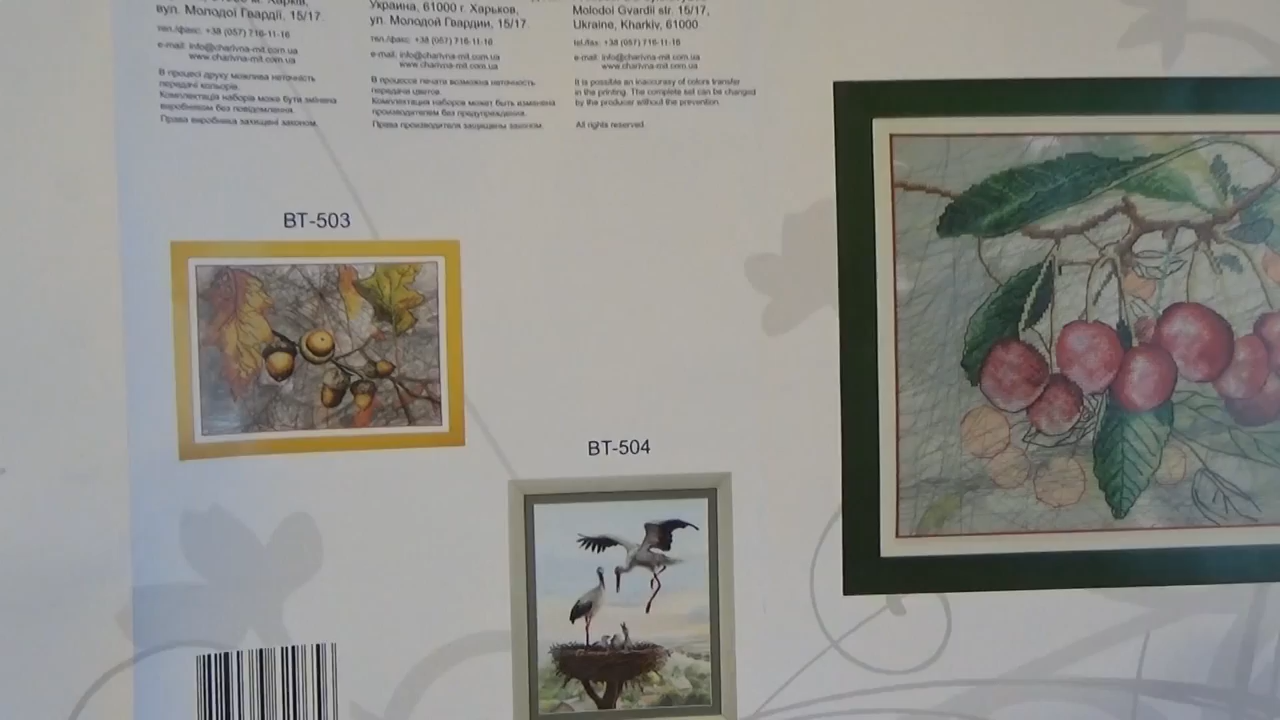 вул. Молодої Гвардії, 15/17.
тел./факс: +38 (057) 716-11-16
e-mail: info@charivna-mit.com.ua
www.charivna-mit.com.ua
В процесі друку можлива неточність
передачі кольорів.
Комплектація наборів може бути змінена
виробником без повідомлення.
Права виробника захищені законом.
Украина, 61000 г. Харьков,
ул. Молодой Гвардии, 15/17
тел./факс: +38 (057) 716-11-16
e-mail: info@charivna-mit.com.ua
www.charivna-mit.com.ua
В процессе печати возможна неточность
передачи цветов.
Комплектация наборов может быть изменена
производителем без предупреждения.
Права производителя защищены законом.
Molodoi Gvardii str. 15/17,
Ukraine, Kharkiv, 61000
tel./fax: +38 (057) 716-11-16
e-mail: info@charivna-mit.com.ua
www.charivna-mit.com.ua
It is possible an inaccuracy of colors transfer
in the printing. The complete set can be changed
by the producer without the prevention.
All rights reserved.
BT-503
BT-504